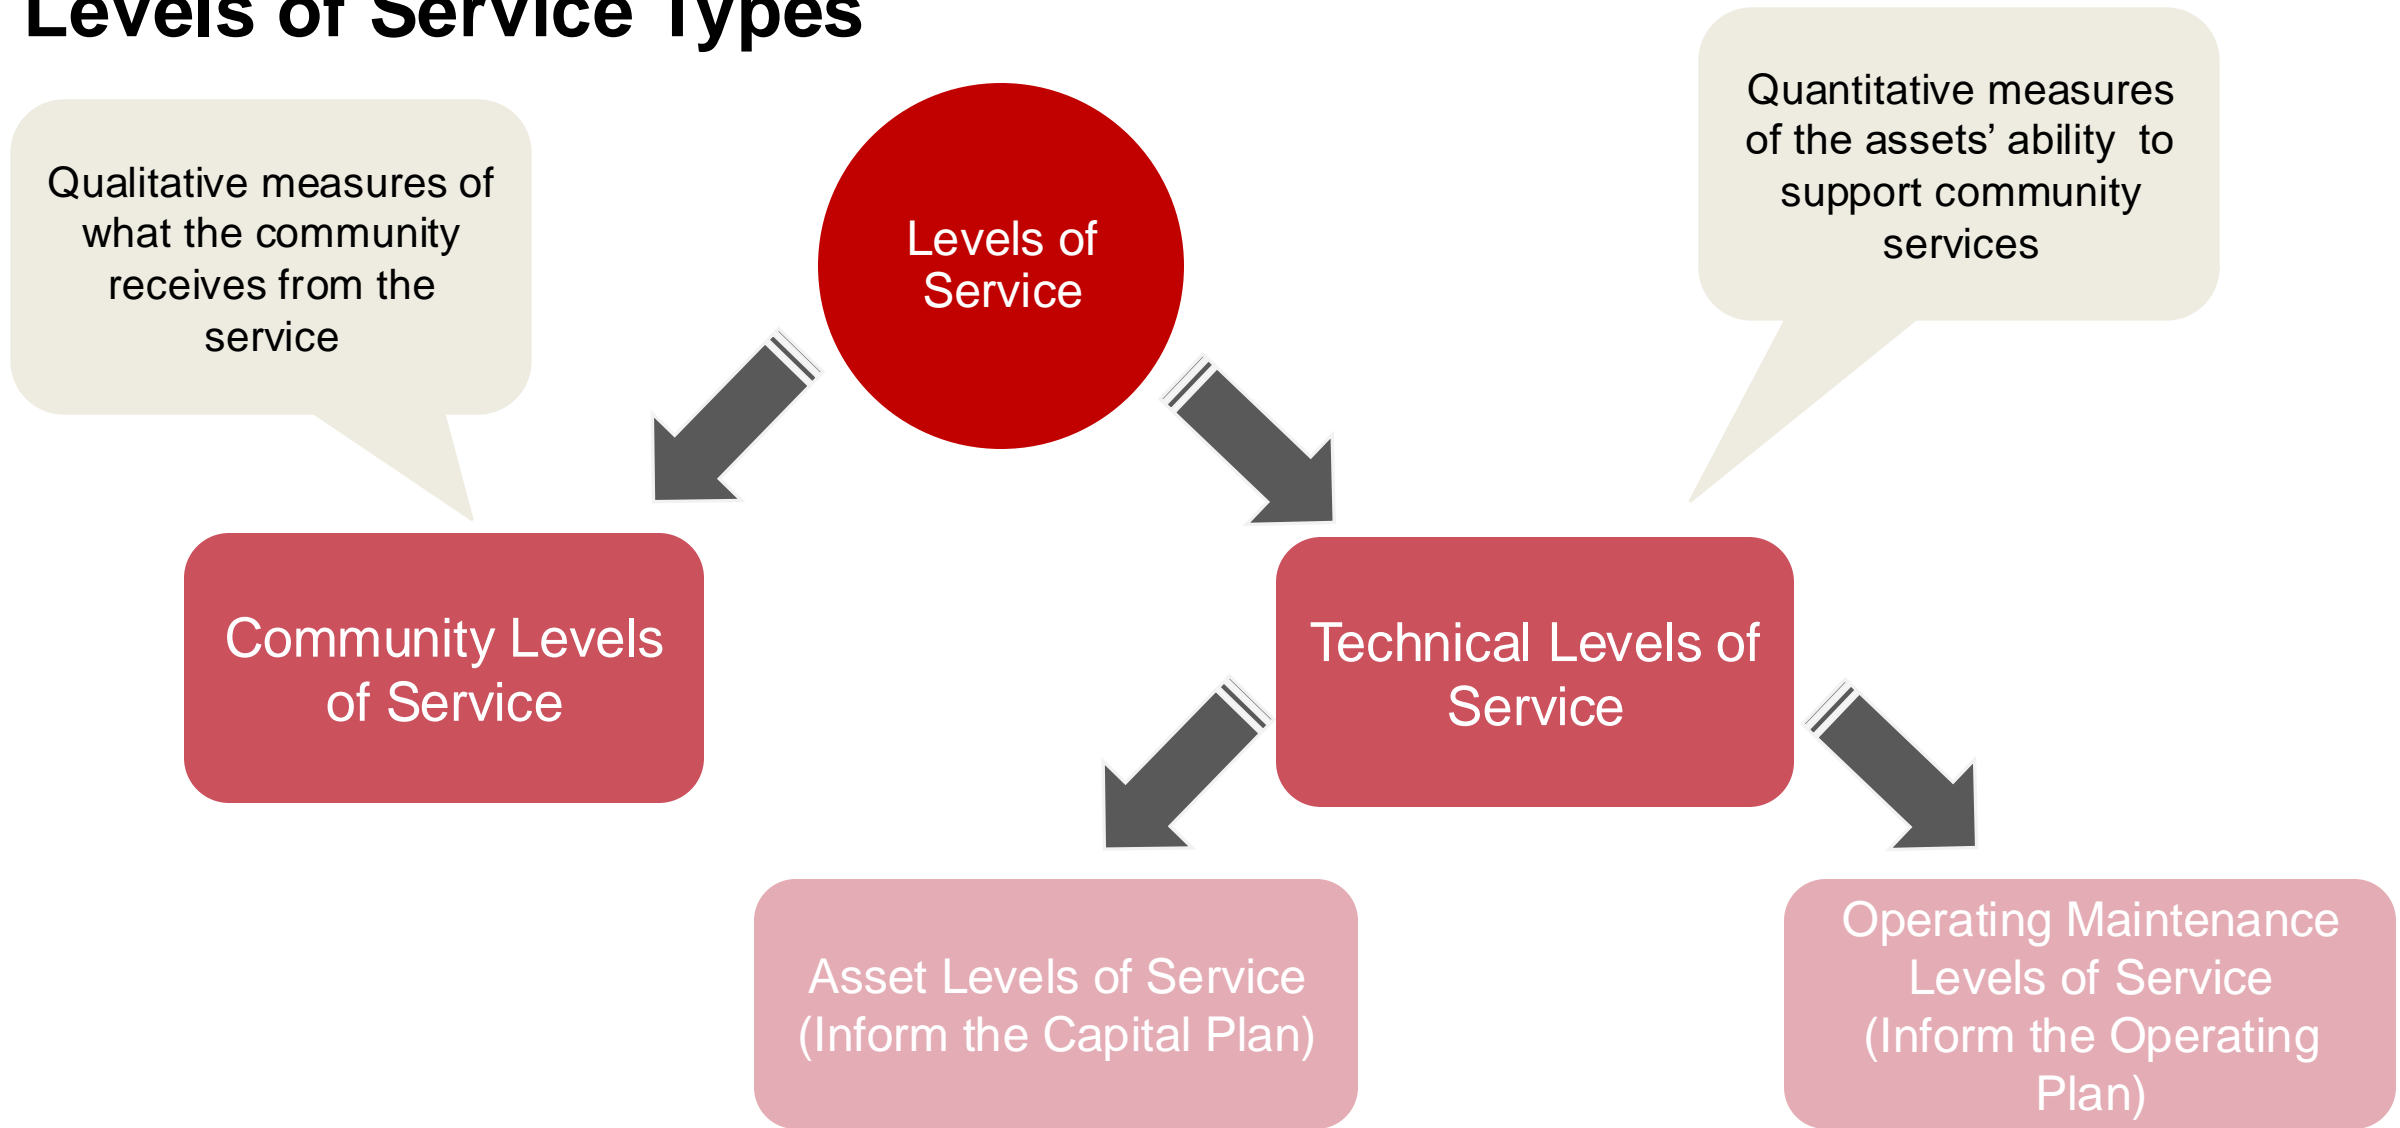 Levels of Service Types
Qualitative measures of
what the community
receives from the
service
Levels of
Service
Quantitative measures
of the assets’ ability  to
support community
services
Community Levels
of Service
Technical Levels of
Service
Asset Levels of Service
(Inform the Capital Plan)
Operating Maintenance
Levels of Service
(Inform the Operating
Plan)